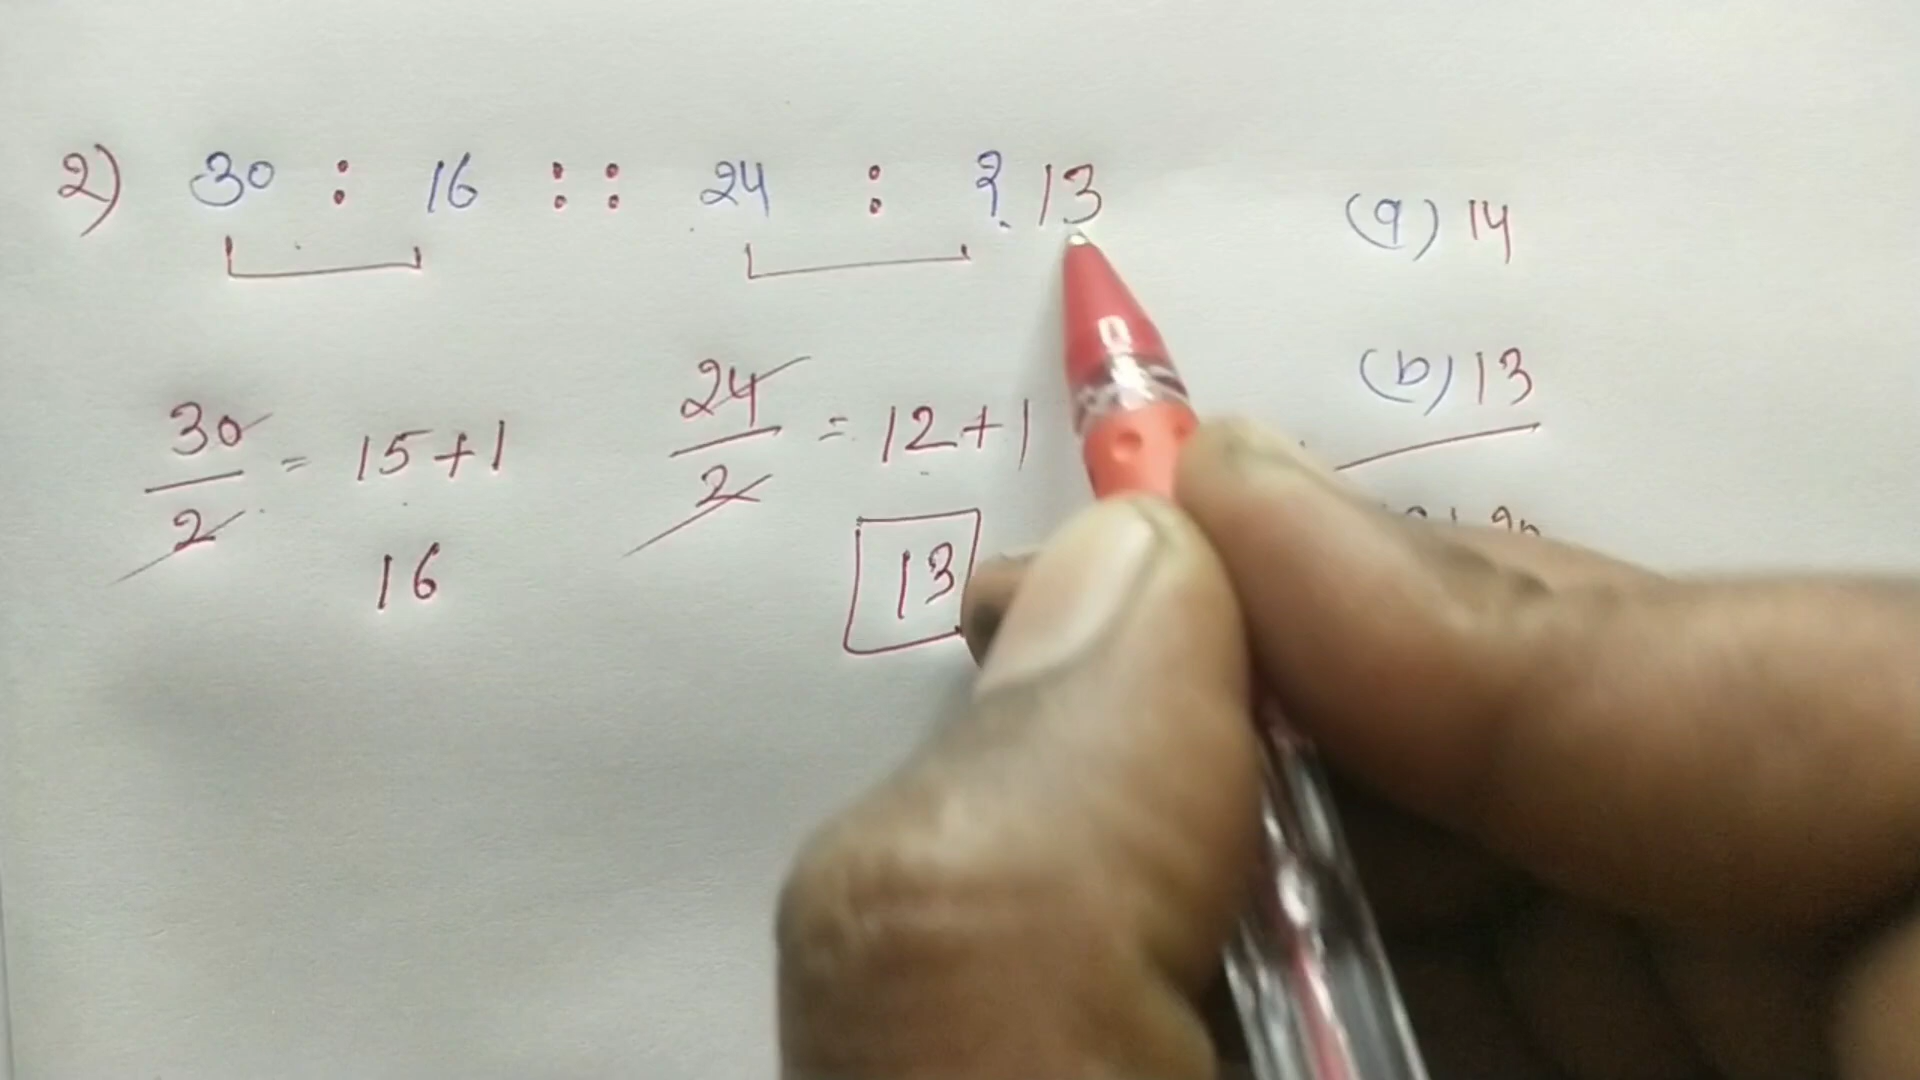 2) 30 : 16 :: 24 : ? 13
(a) 14
(b) 13
30/2 = 15+1
16
24/2 = 12+1
13